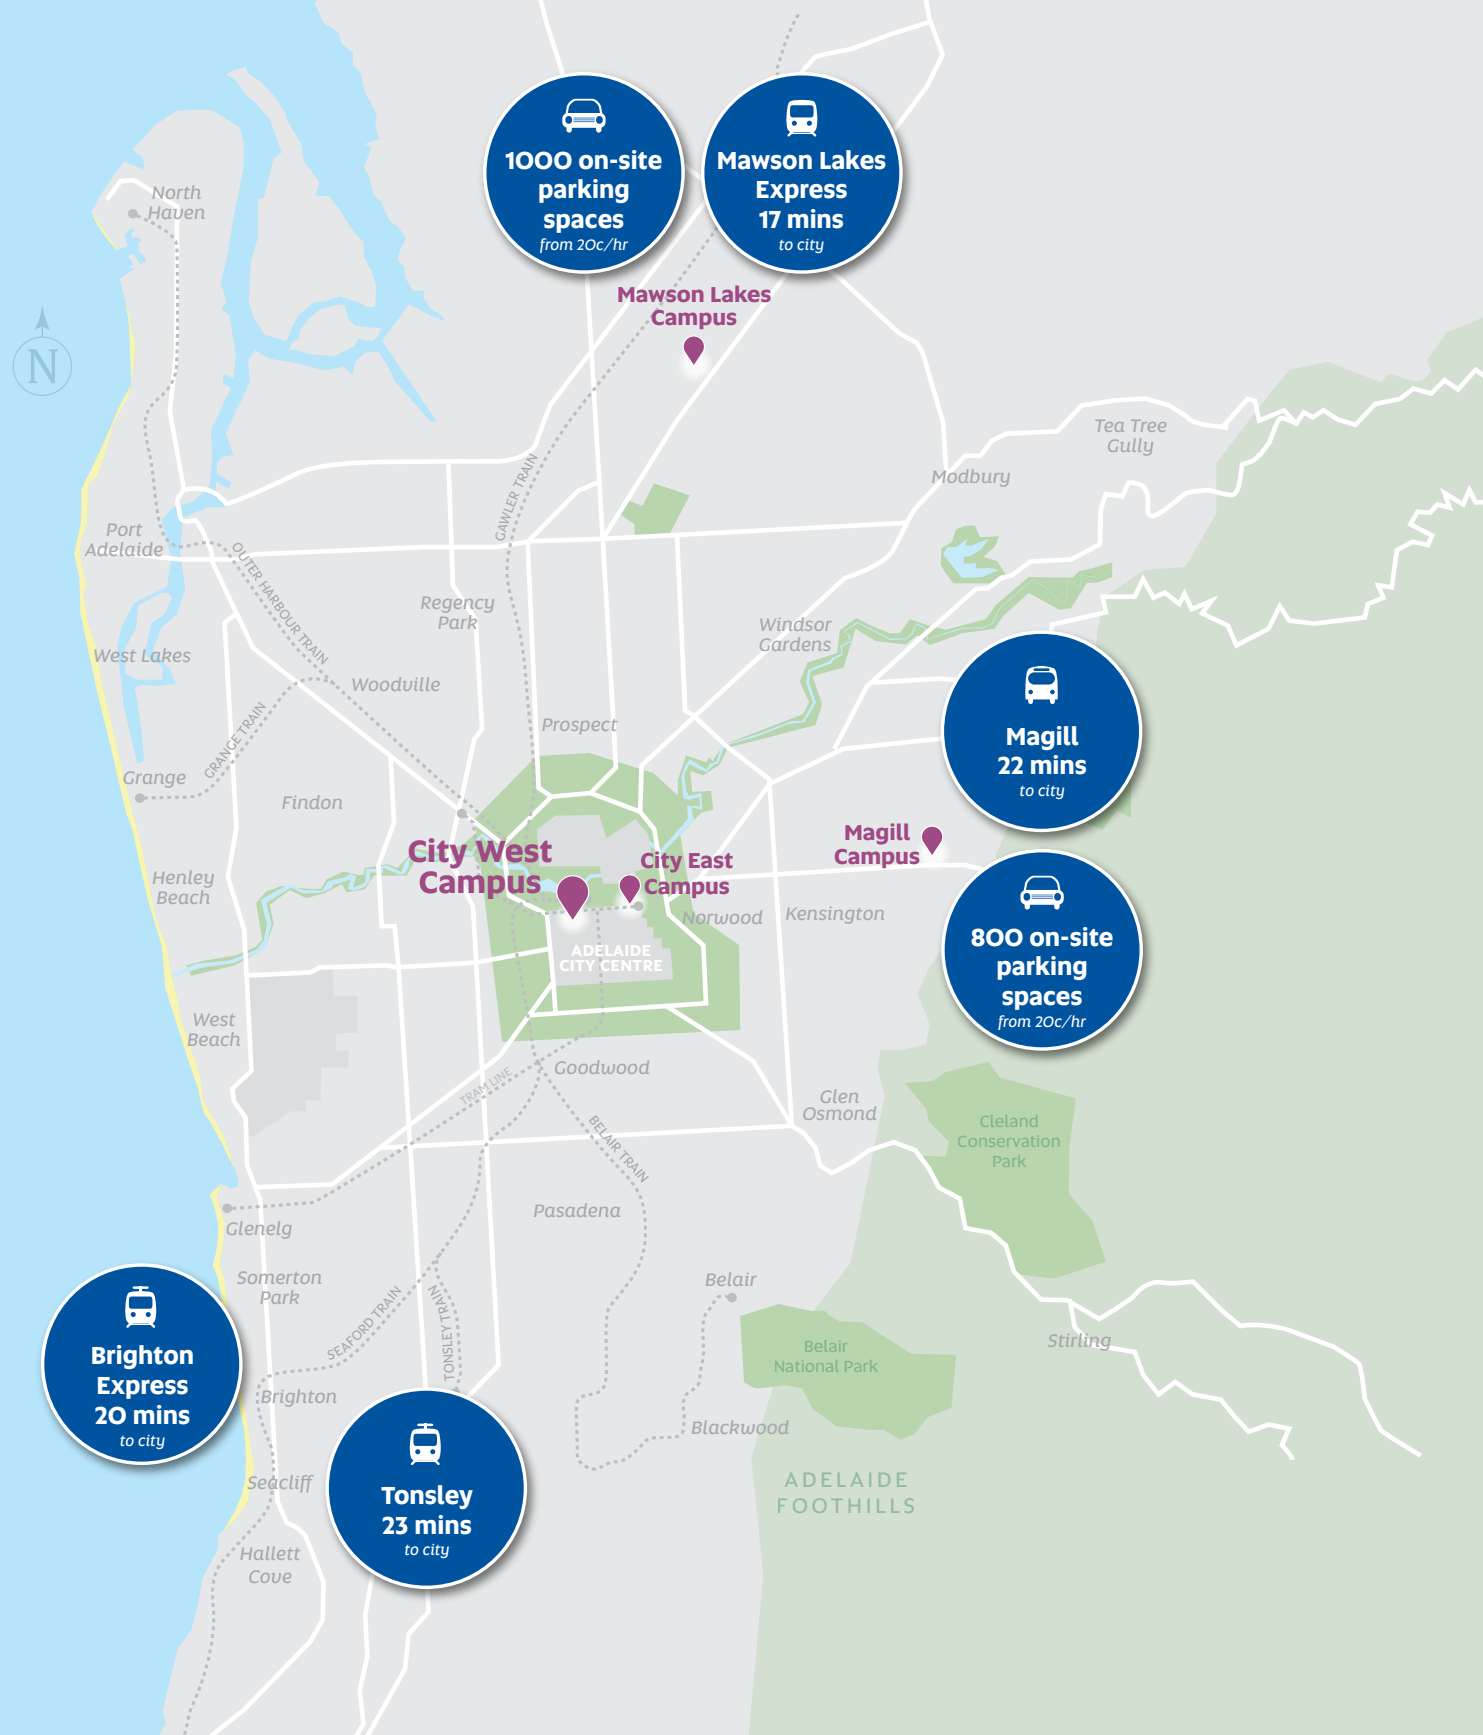 1000 on-site
parking
spaces
from 20c/hr
Mawson Lakes
Express
17 mins
to city
North
Haven
Mawson Lakes
Campus
N
Tea Tree
Gully
Modbury
GAWLER TRAIN
Port
Adelaide
OUTER HARBOUR TRAIN
Regency
Park
Windsor
Gardens
West Lakes
Woodville
GRANGE TRAIN
Prospect
Magill
22 mins
to city
Grange
Findon
City West
Campus
City East
Campus
Magill
Campus
Henley
Beach
Norwood
Kensington
ADELAIDE
CITY CENTRE
800 on-site
parking
spaces
from 20c/hr
West
Beach
Goodwood
TRAM LINE
Glen
Osmond
BELAIR TRAIN
Cleland
Conservation
Park
Pasadena
Glenelg
Somerton
Park
Belair
SEAFORD TRAIN
TONSLEY TRAIN
Stirling
Belair
National Park
Brighton
Express
20 mins
to city
Brighton
Blackwood
Seacliff
ADELAIDE
FOOTHILLS
Tonsley
23 mins
to city
Hallett
Cove